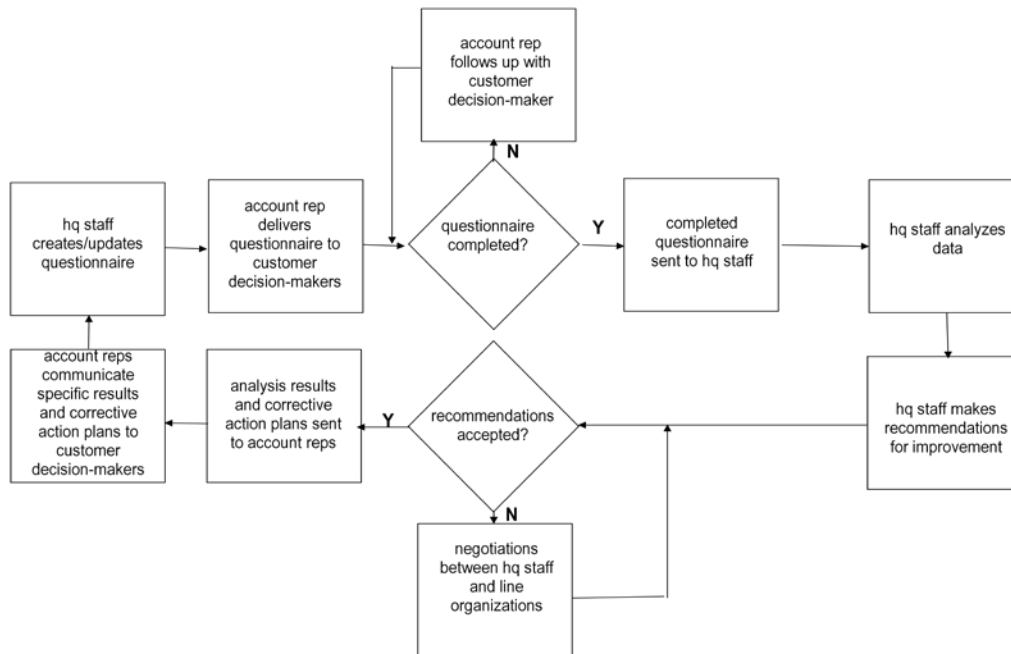 account rep
follows up with
customer
decision-maker
N
hq staff
creates/updates
questionnaire
account rep
delivers
questionnaire to
customer
decision-makers
questionnaire
completed?
Y
completed
questionnaire
sent to hq staff
hq staff analyzes
data
account reps
communicate
specific results
and corrective
action plans to
customer
decision-makers
analysis results
and corrective
action plans sent
to account reps
Y
recommendations
accepted?
hq staff makes
recommendations
for improvement
N
negotiations
between hq staff
and line
organizations